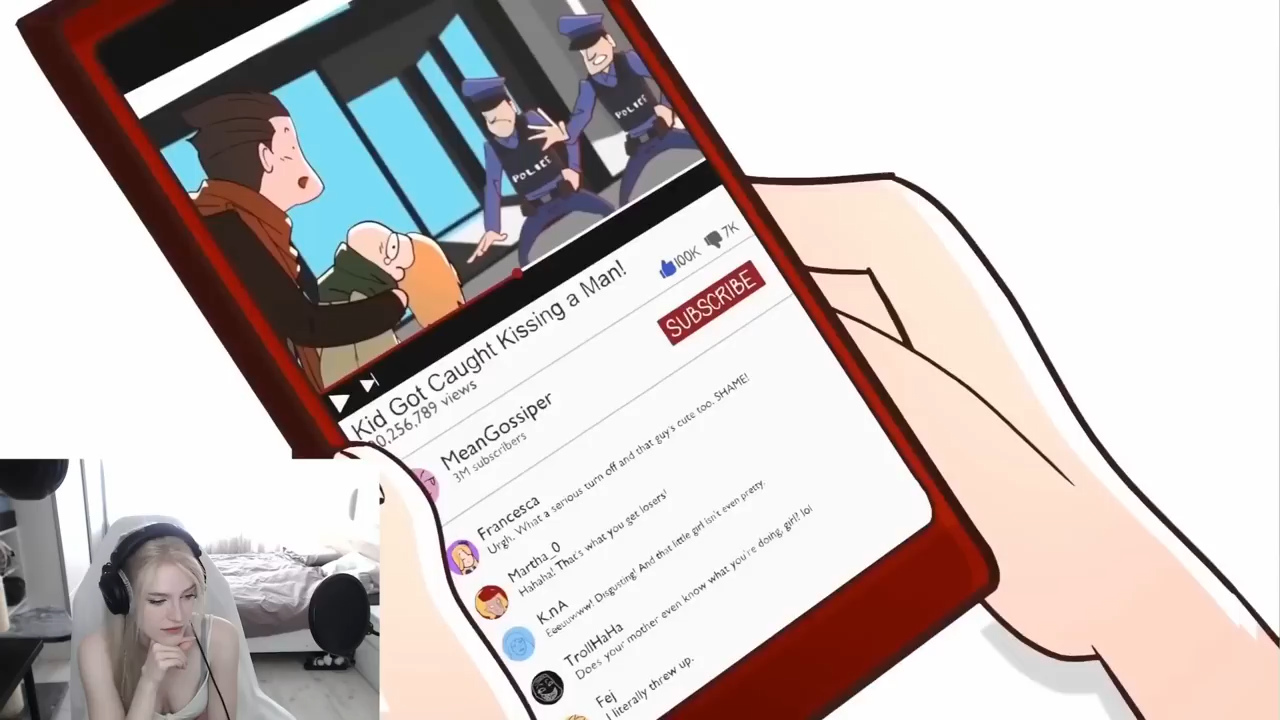 POLICE
POLICE
Kid Got Caught Kissing a Man!
0,256,789 views
100K
7K
SUBSCRIBE
MeanGossiper
3M subscribers
Francesca
Urgh. What a serious turn off and that guy's cute too. SHAME!
Martha_0
Hahaha! That's what you get losers!
K.nA
Eeeuuwww! Disgusting! And that little girl isn't even pretty.
TrollHaHa
Does your mother even know what you're doing, girl? lol
Fej
I literally threw up.